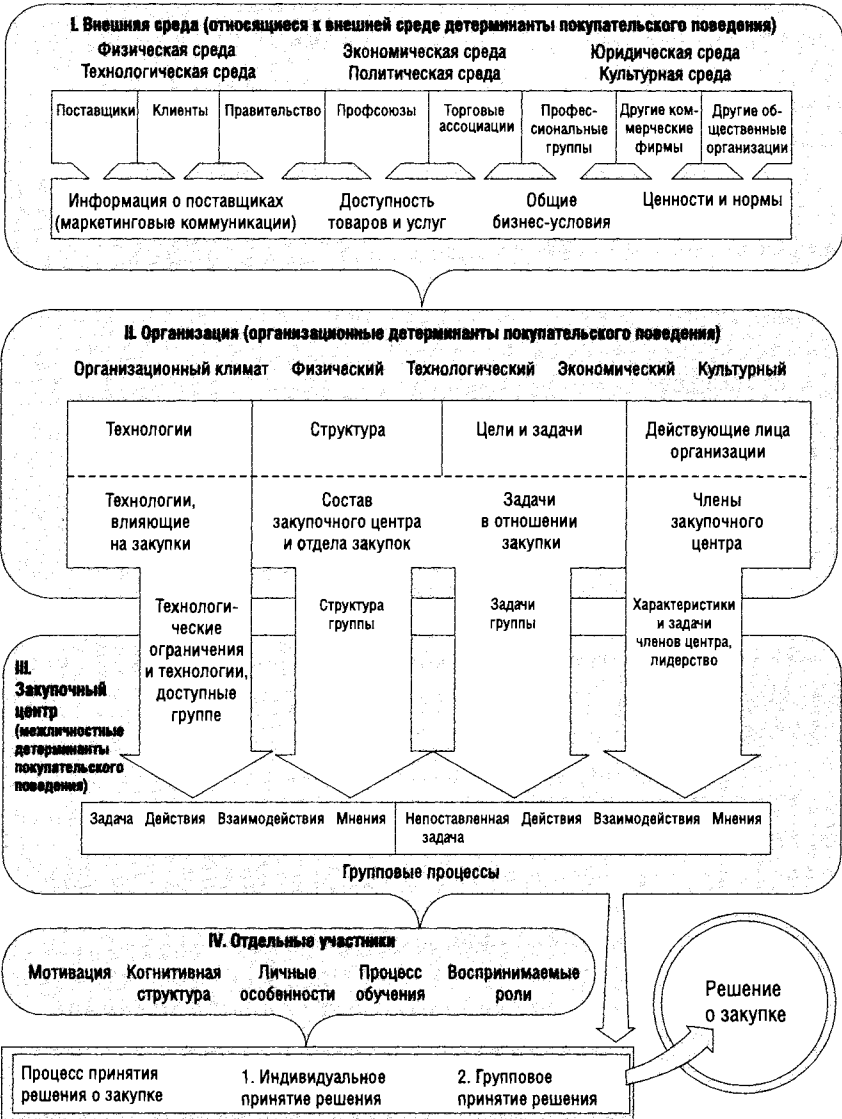 I. Внешняя среда (относящиеся к внешней среде детерминанты покупательского поведения)
Физическая среда Экономическая среда Юридическая среда
Технологическая среда Политическая среда Культурная среда
Поставщики
Клиенты
Правительство
Профсоюзы
Торговые
ассоциации
Профес-
сиональные
группы
Другие ком-
мерческие
фирмы
Другие об-
щественные
организации
Информация о поставщиках
(маркетинговые коммуникации)
Доступность
товаров и услуг
Общие
бизнес-условия
Ценности и нормы
II. Организация (организационные детерминанты покупательского поведения)
Организационный климат Физический Технологический Экономический Культурный
Технологии
Структура
Цели и задачи
Действующие лица
организации
Технологии,
влияющие
на закупки
Состав
закупочного центра
и отдела закупок
Задачи
в отношении
закупки
Члены
закупочного
центра
Технологи-
ческие
ограничения
и технологии,
доступные
группе
Структура
группы
Задачи
группы
Характеристики
и задачи
членов центра,
лидерство
III.
Закупочный
центр
(межличностные
детерминанты
покупательского
поведения)
Задача Действия Взаимодействия Мнения
Непоставленная Действия Взаимодействия Мнения
задача
Групповые процессы
IV. Отдельные участники
Мотивация
Когнитивная
структура
Личные
особенности
Процесс
обучения
Воспринимаемые
роли
Решение
о закупке
Процесс принятия
решения о закупке
1. Индивидуальное
принятие решения
2. Групповое
принятие решения